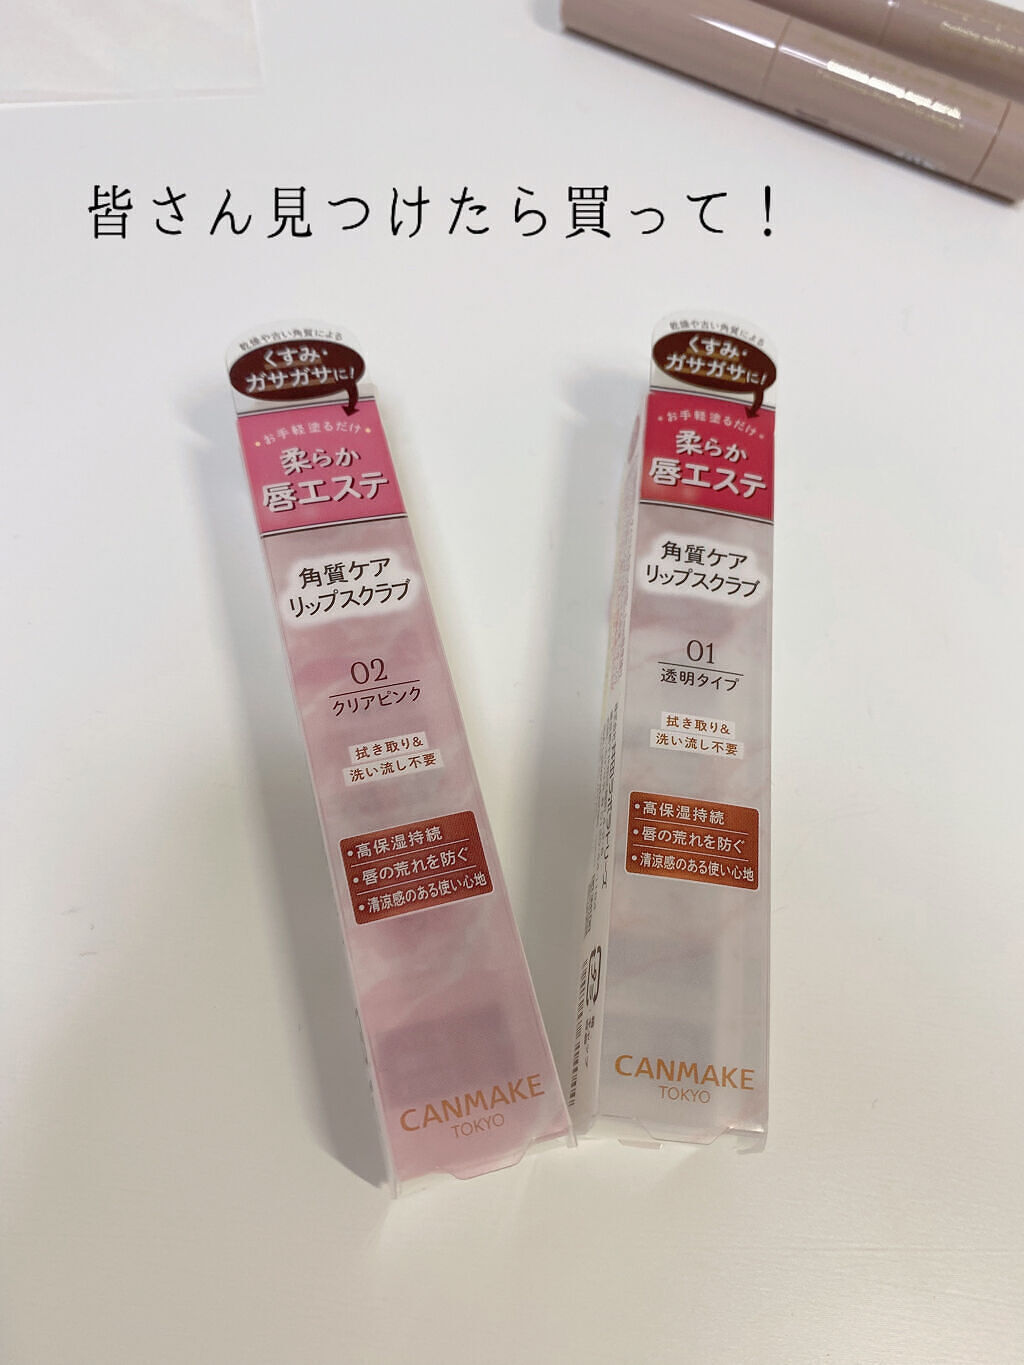 皆さん見つけたら買って！
乾燥や古い角質による
くすみ・
ガサガサに!
お手軽塗るだけ
柔らか
唇エステ
角質ケア
リップスクラブ
02
クリアピンク
拭き取り&
洗い流し不要
・高保湿持続
・唇の荒れを防ぐ
・清涼感のある使い心地
CANMAKE
TOKYO
乾燥や古い角質による
くすみ・
ガサガサに!
お手軽塗るだけ
柔らか
唇エステ
角質ケア
リップスクラブ
01
透明タイプ
拭き取り&
洗い流し不要
・高保湿持続
・唇の荒れを防ぐ
・清涼感のある使い心地
CANMAKE
TOKYO